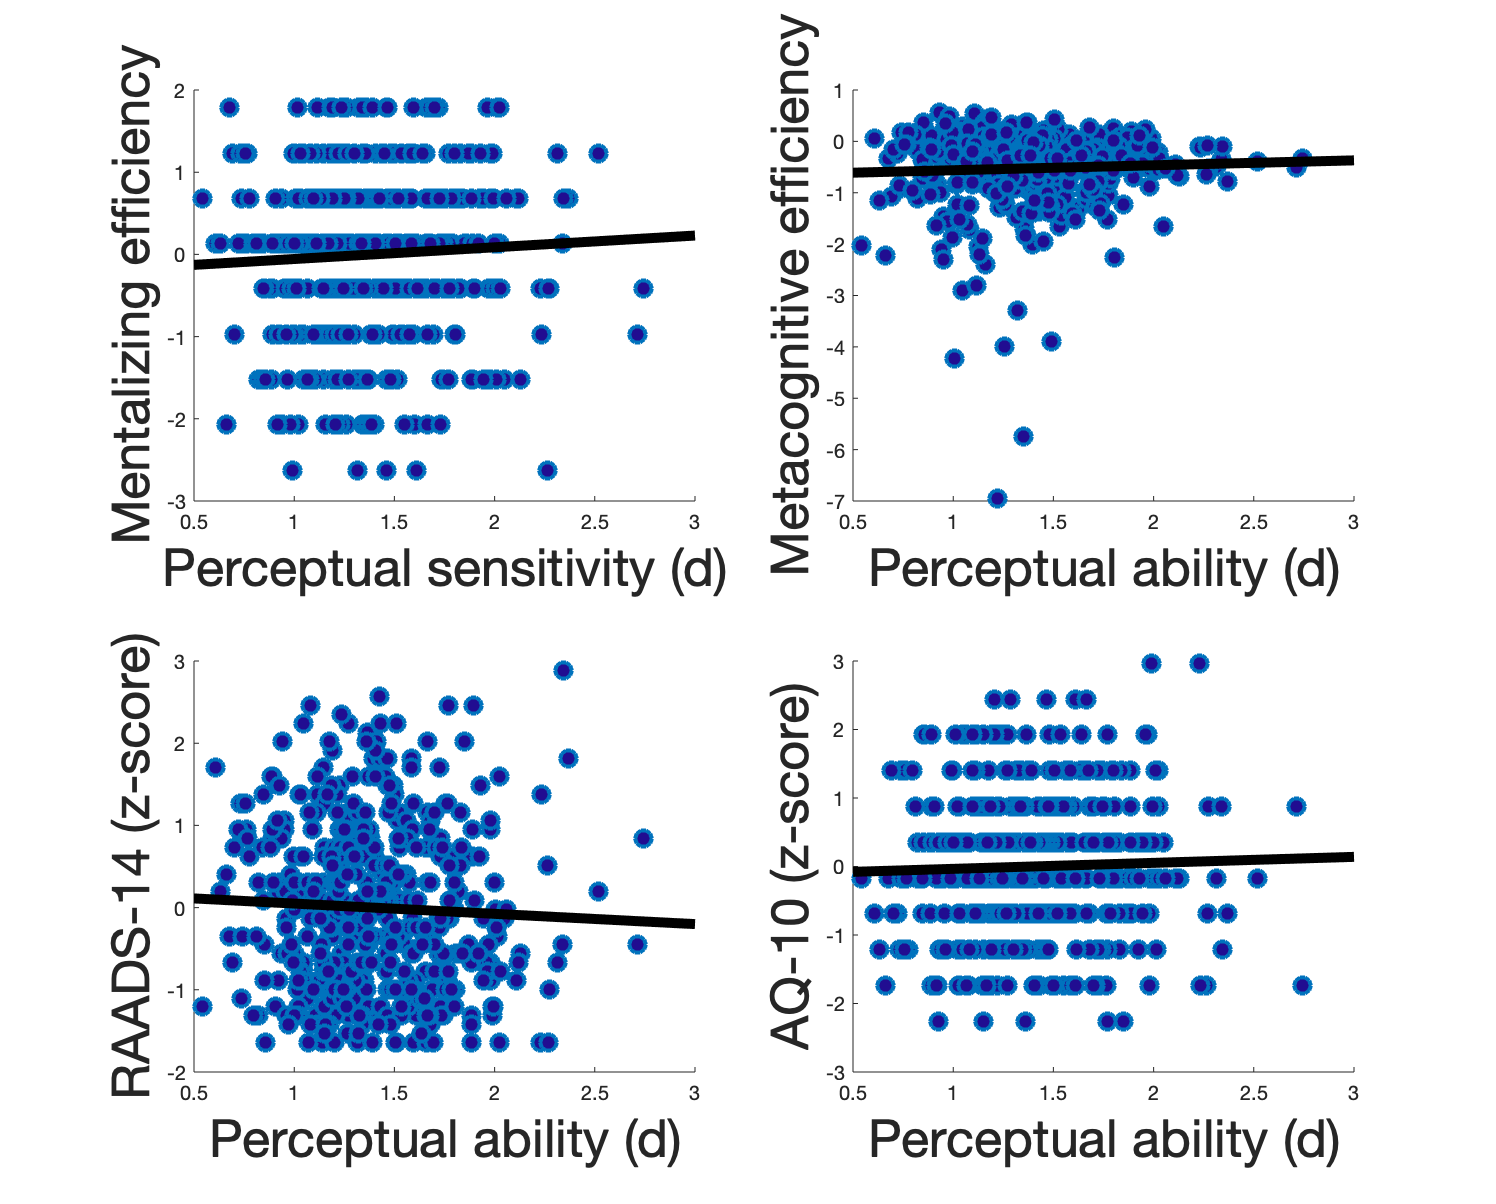 Mentalizing efficiency
2
1
0
-1
-2
-3
0.5 1 1.5 2 2.5 3
Perceptual sensitivity (d)
Metacognitive efficiency
1
0
-1
-2
-3
-4
-5
-6
-7
0.5 1 1.5 2 2.5 3
Perceptual ability (d)
RAADS-14 (z-score)
3
2
1
0
-1
-2
0.5 1 1.5 2 2.5 3
Perceptual ability (d)
AQ-10 (z-score)
3
2
1
0
-1
-2
-3
0.5 1 1.5 2 2.5 3
Perceptual ability (d)